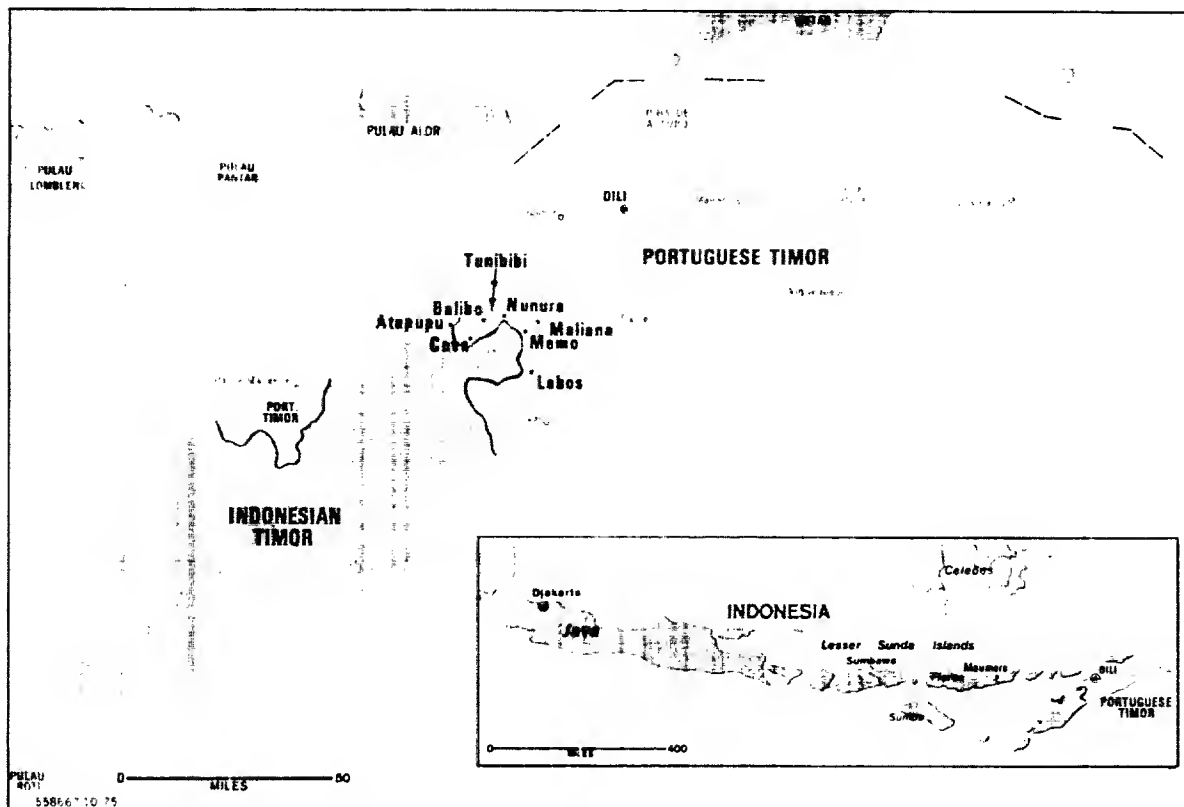 PULAU ALOR
PULAU
LOMBLEN
PULAU
PANTAR
DILI
PORTUGUESE TIMOR
Tunibibi
Balibo
Nunura
Atapupu
Maliana
Memo
Labos
PORT.
TIMOR
INDONESIAN
TIMOR
Celebes
Djakarta
INDONESIA
Java
Lesser Sunda Islands
Sumbawa
Flores
Maumere
DILI
PORTUGUESE
TIMOR
Sumba
0
400
0
50
MILES
PULAU
ROTI
558667 10 75